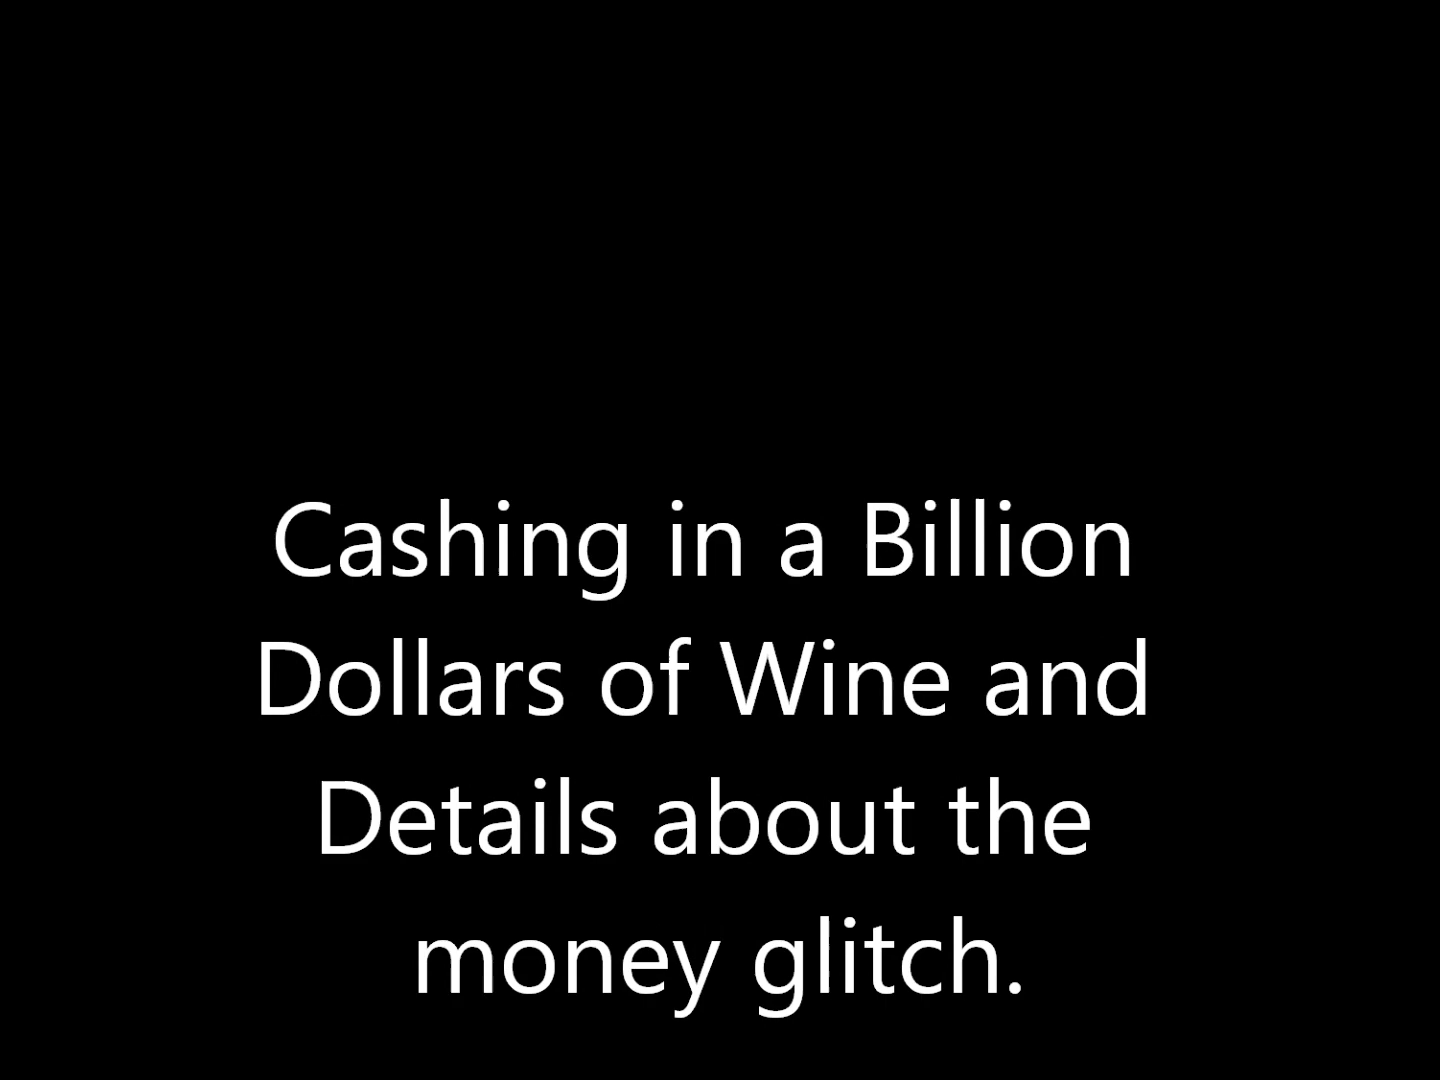 Cashing in a Billion
Dollars of Wine and
Details about the
money glitch.